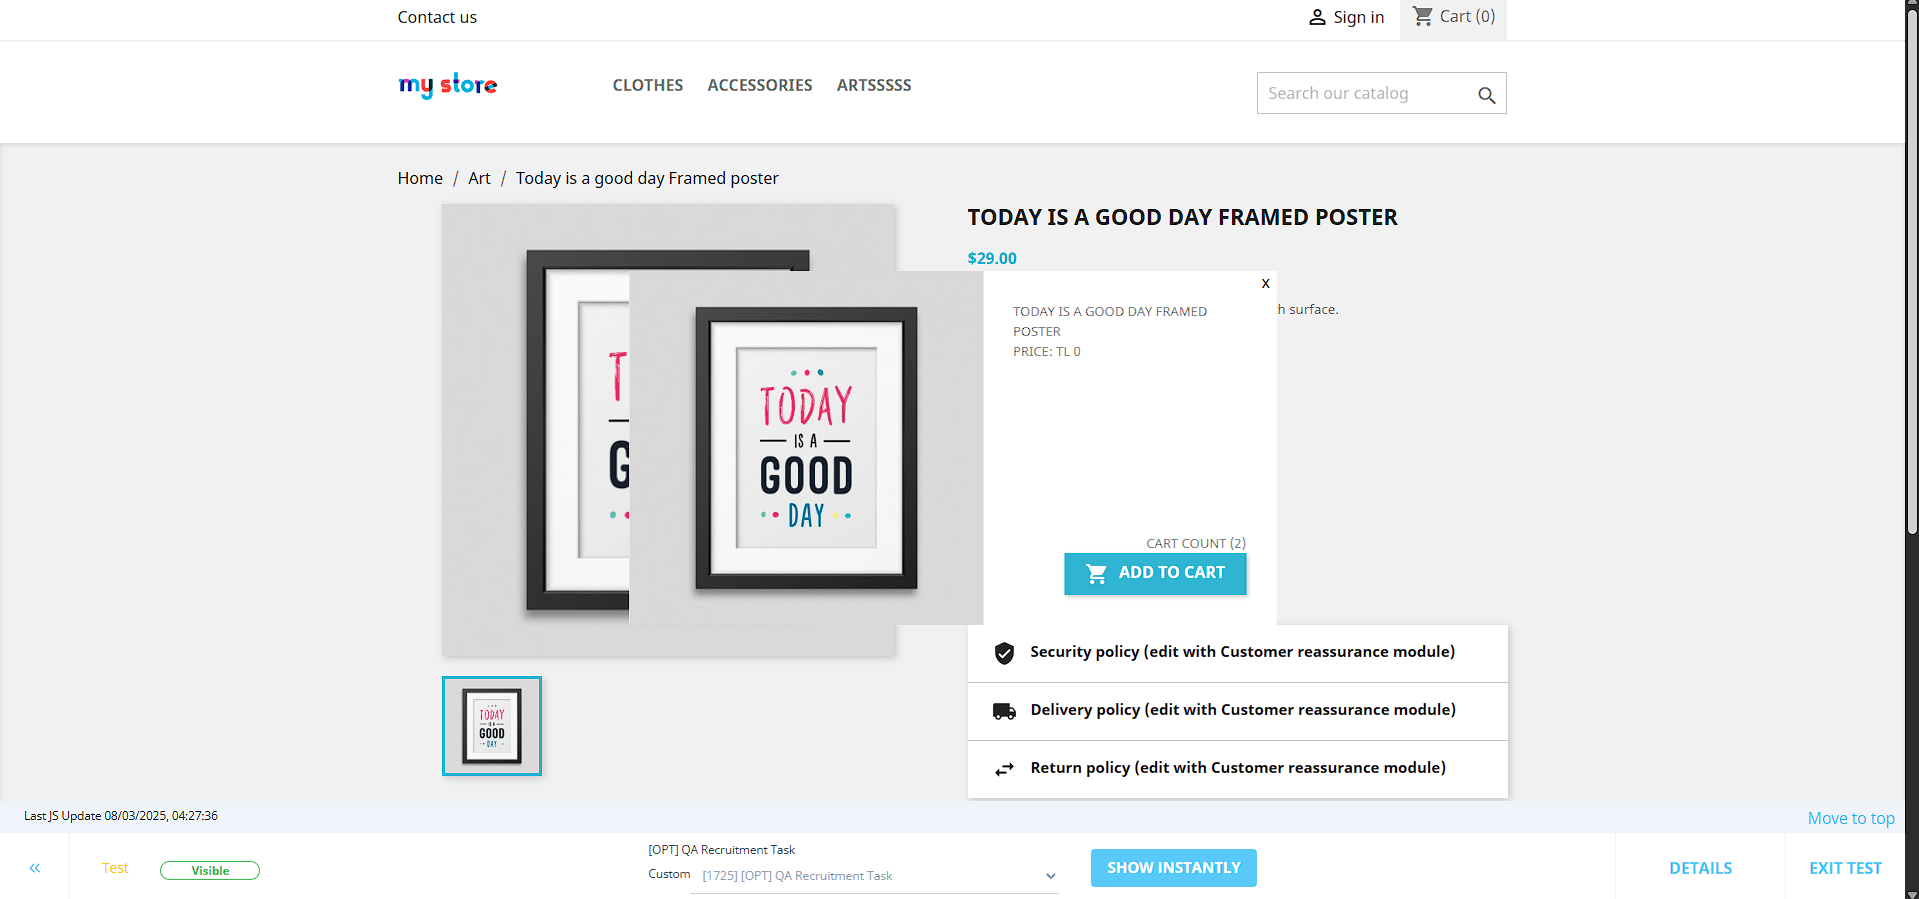 Contact us
Sign in
Cart (0)
my store
CLOTHES
ACCESSORIES
ARTSSSSS
Search our catalog
Home / Art / Today is a good day Framed poster
TODAY IS A GOOD DAY FRAMED POSTER
$29.00
h surface.
X
TODAY IS A GOOD DAY FRAMED
POSTER
PRICE: TL 0
TODAY
IS A
GOOD
DAY
CART COUNT (2)
ADD TO CART
T
G
Security policy (edit with Customer reassurance module)
Delivery policy (edit with Customer reassurance module)
Return policy (edit with Customer reassurance module)
TODAY
IS A
GOOD
DAY
Last JS Update 08/03/2025, 04:27:36
Move to top
Test
Visible
[OPT] QA Recruitment Task
Custom
[1725] [OPT] QA Recruitment Task
SHOW INSTANTLY
DETAILS
EXIT TEST